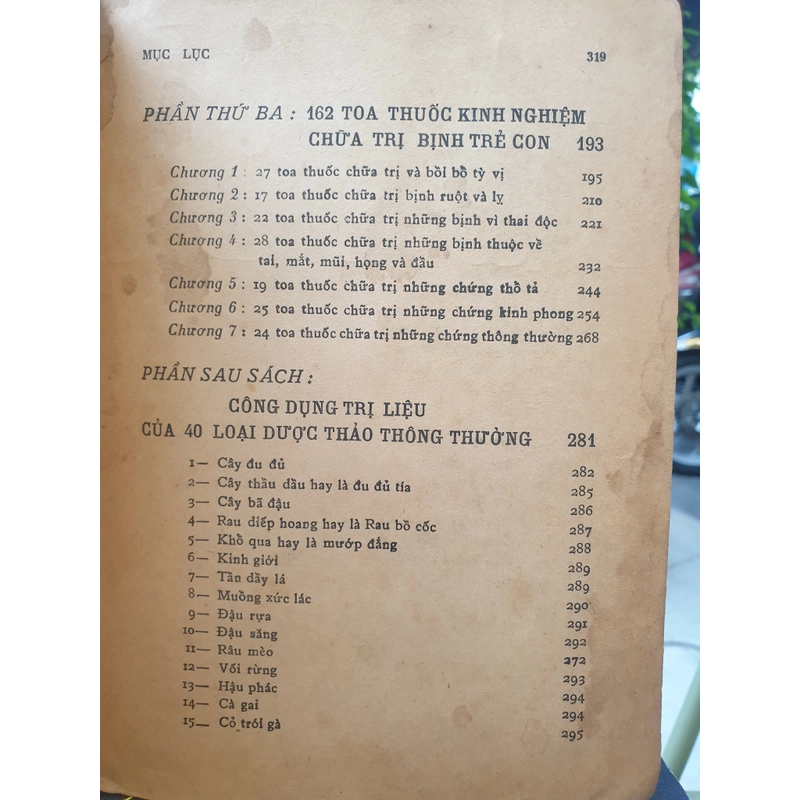 MỤC LỤC 319
PHẦN THỨ BA : 162 TOA THUỐC KINH NGHIỆM
CHỮA TRỊ BỊNH TRẺ CON 193
Chương 1 : 27 toa thuốc chữa trị và bồi bổ tỳ vị 195
Chương 2 : 17 toa thuốc chữa trị bịnh ruột và lỵ 210
Chương 3 : 22 toa thuốc chữa trị những bịnh vì thai độc 221
Chương 4 : 28 toa thuốc chữa trị những bịnh thuộc về
tai, mắt, mũi, họng và đầu 232
Chương 5 : 19 toa thuốc chữa trị những chứng thổ tả 244
Chương 6 : 25 toa thuốc chữa trị những chứng kinh phong 254
Chương 7 : 24 toa thuốc chữa trị những chứng thông thường 268
PHẦN SAU SÁCH :
CÔNG DỤNG TRỊ LIỆU
CỦA 40 LOẠI DƯỢC THẢO THÔNG THƯỜNG 281
1— Cây đu đủ 282
2— Cây thầu dầu hay là đu đủ tía 285
3— Cây bã đậu 286
4— Rau diếp hoang hay là Rau bồ cốc 287
5— Khổ qua hay là mướp đắng 288
6— Kinh giới 289
7— Tần dầy lá 289
8— Muồng xức lác 290
9— Đậu rựa 291
10— Đậu săng 292
11— Râu mèo 272
12— Vối rừng 293
13— Hậu phác 294
14— Cà gai 294
15— Cỏ trói gà 295